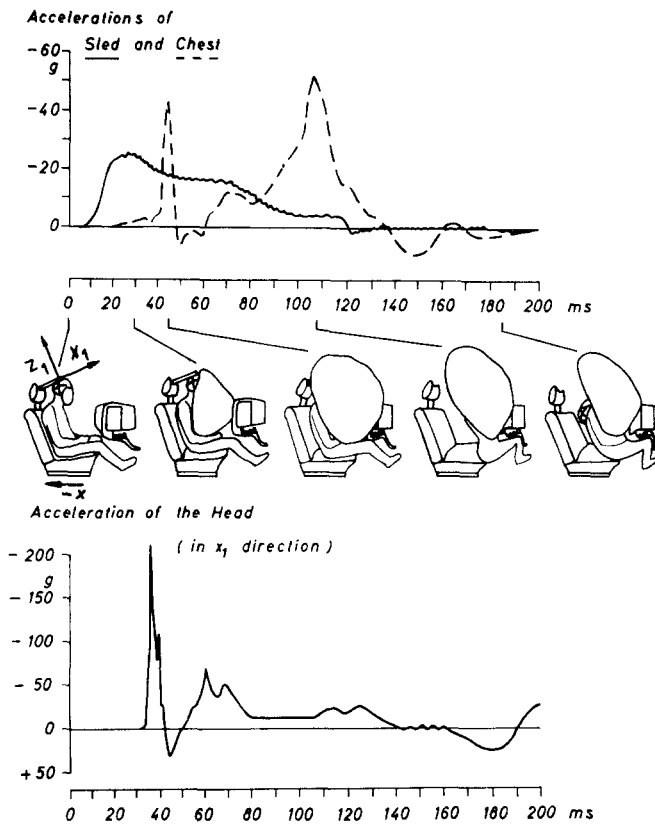 Accelerations of
Sled and Chest
-60
g
-40
-20
0
0 20 40 60 80 100 120 140 160 180 200 ms
Z₁ X₁
-x
Acceleration of the Head
(in x₁ direction)
-200
g
-150
-100
-50
0
+50
0 20 40 60 80 100 120 140 160 180 200 ms